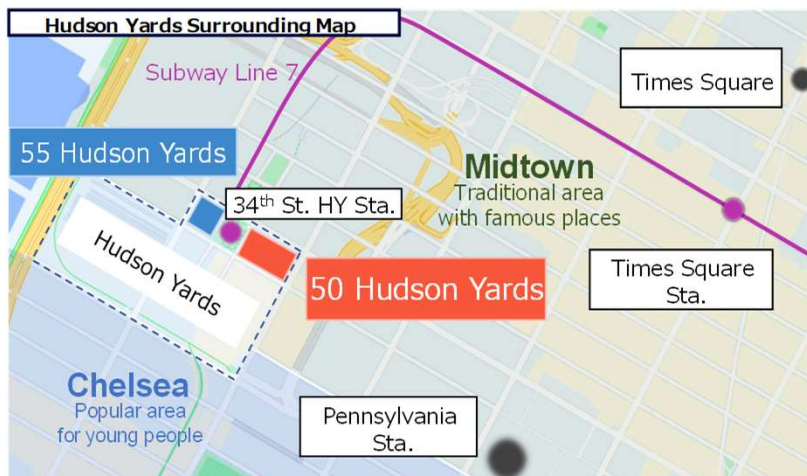 Hudson Yards Surrounding Map
Subway Line 7
Times Square
55 Hudson Yards
Midtown
Traditional area
with famous places
34th St. HY Sta.
Hudson Yards
50 Hudson Yards
Times Square
Sta.
Chelsea
Popular area
for young people
Pennsylvania
Sta.